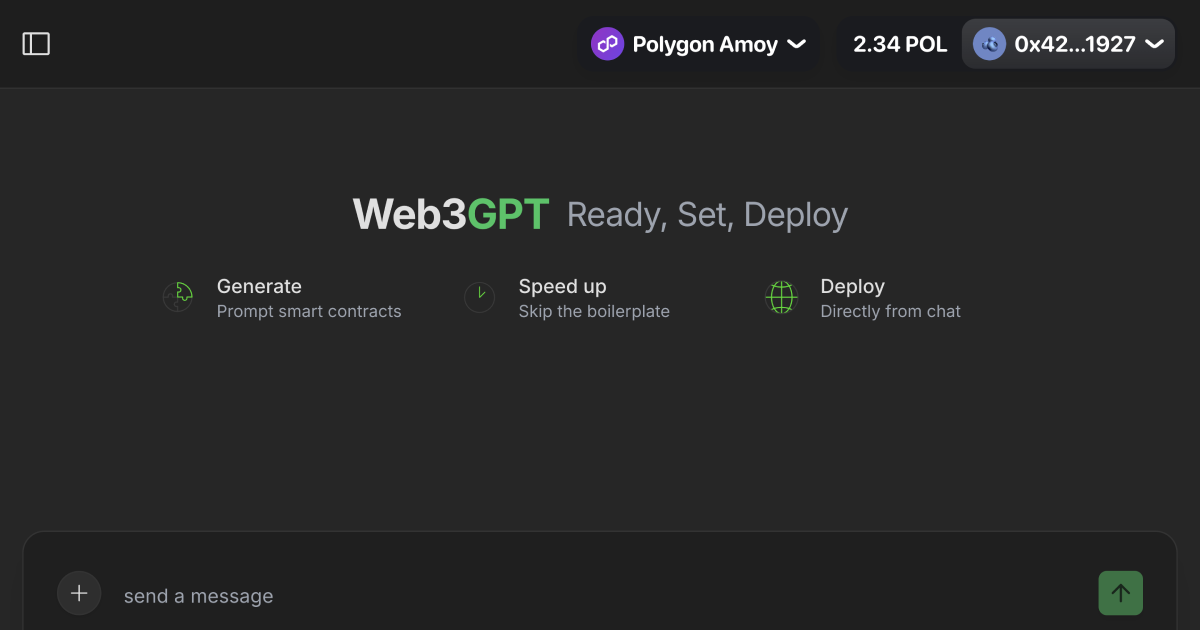 Polygon Amoy 2.34 POL 0x42...1927
Web3GPT Ready, Set, Deploy
Generate
Prompt smart contracts
Speed up
Skip the boilerplate
Deploy
Directly from chat
send a message